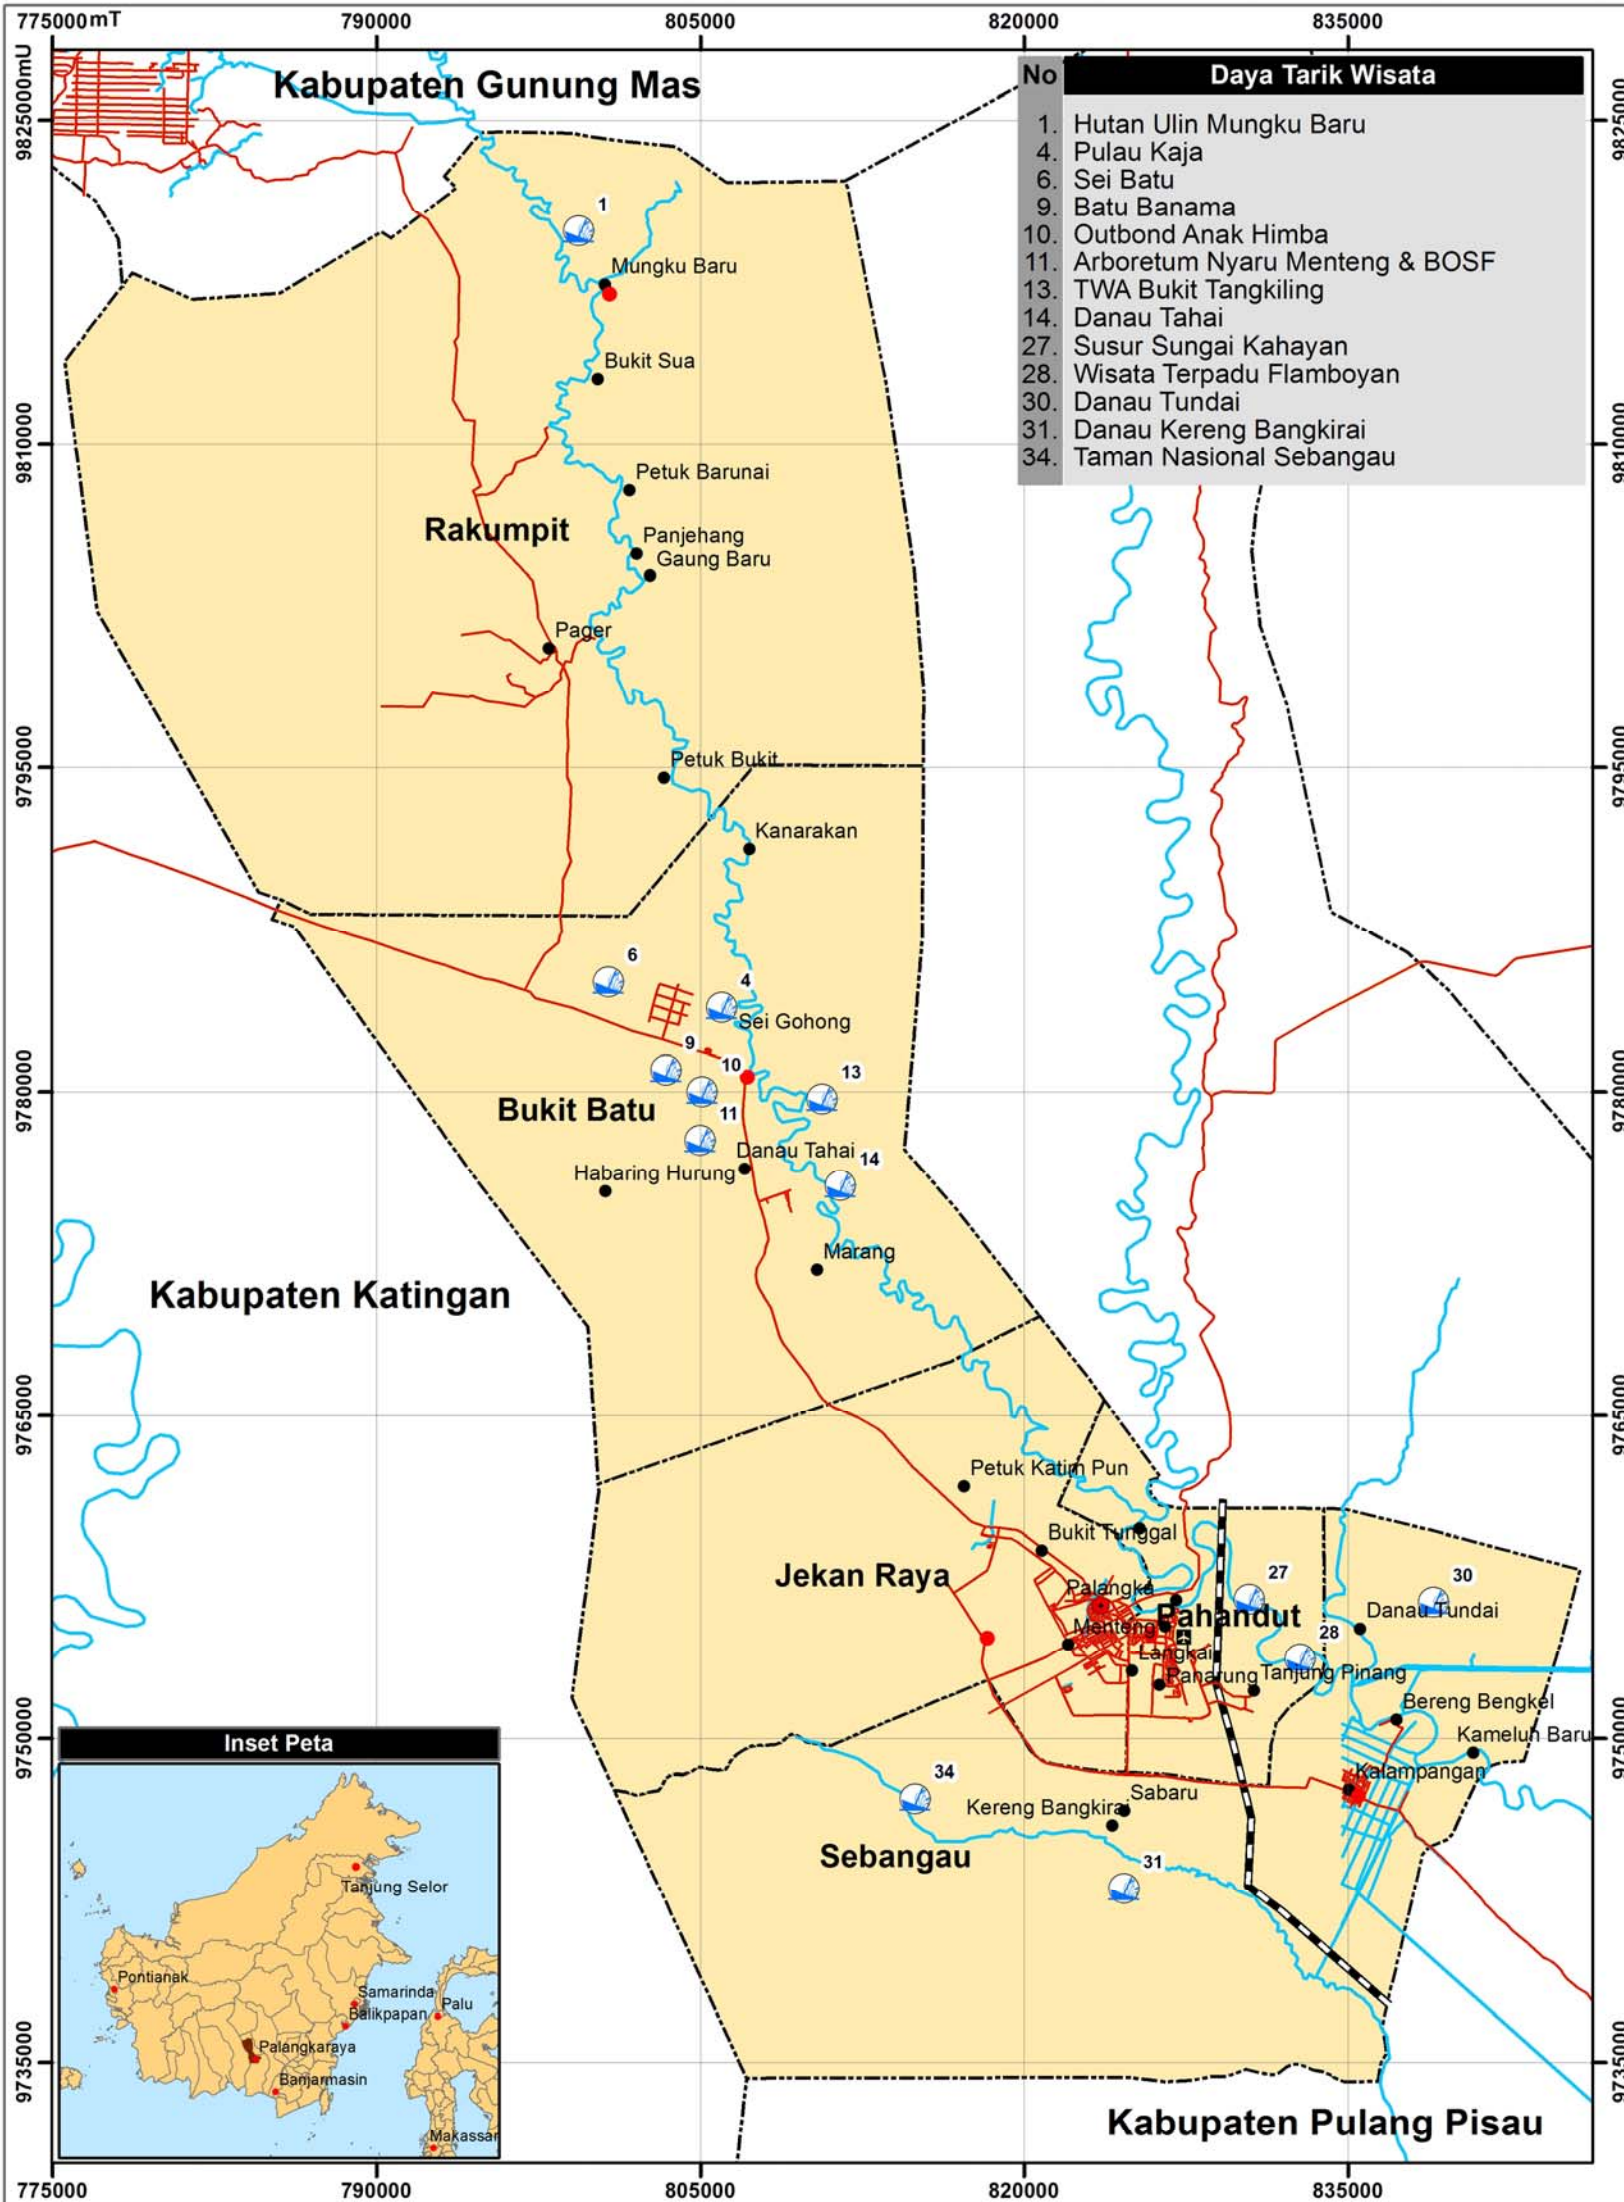 775000mT 790000 805000 820000 835000
9825000mU
9825000
9810000
9810000
9795000
9795000
9780000
9780000
9765000
9765000
9750000
9750000
9735000
9735000
Kabupaten Gunung Mas
No Daya Tarik Wisata
1. Hutan Ulin Mungku Baru
4. Pulau Kaja
6. Sei Batu
9. Batu Banama
10. Outbond Anak Himba
11. Arboretum Nyaru Menteng & BOSF
13. TWA Bukit Tangkiling
14. Danau Tahai
27. Susur Sungai Kahayan
28. Wisata Terpadu Flamboyan
30. Danau Tundai
31. Danau Kereng Bangkirai
34. Taman Nasional Sebangau
1
Mungku Baru
Bukit Sua
Petuk Barunai
Rakumpit
Panjehang
Gaung Baru
Pager
Petuk Bukit
Kanarakan
6
4
Sei Gohong
9
10
13
11
Bukit Batu
Danau Tahai
14
Habaring Hurung
Marang
Kabupaten Katingan
Petuk Katim Pun
Bukit Tunggal
Jekan Raya
27
30
Palangka
Pahandut
Danau Tundai
Menteng
28
Langkai
Panarung
Tanjung Pinang
Bereng Bengkel
Kameluh Baru
Kalampangan
34
Sabaru
Kereng Bangkirai
Sebangau
31
Kabupaten Pulang Pisau
Inset Peta
Tanjung Selor
Pontianak
Samarinda
Balikpapan
Palu
Palangkaraya
Banjarmasin
Makassar
775000 790000 805000 820000 835000